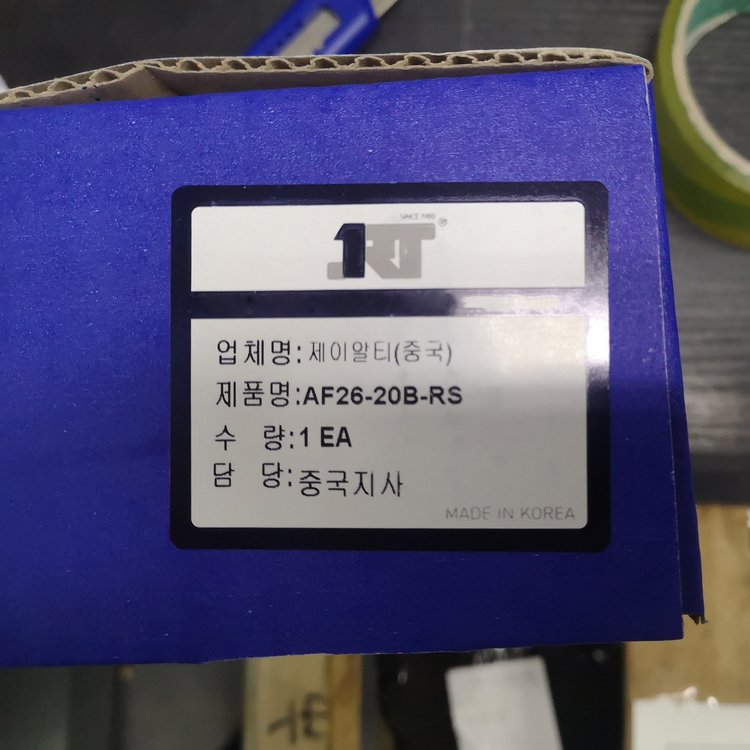 SINCE 1988
JRT®
업체명: 제이알티(중국)
제품명:AF26-20B-RS
수 량:1 EA
담 당:중국지사
MADE IN KOREA